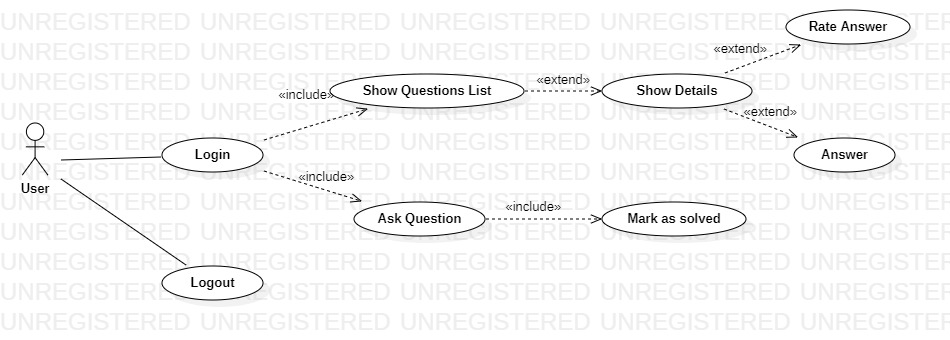 UNREGISTERED UNREGISTERED UNREGISTERED UNREGISTERED UNREGISTERED
Rate Answer
«extend»
«extend»
«include»
Show Questions List
Show Details
«extend»
User
Login
Answer
«include»
Ask Question
«include»
Mark as solved
Logout